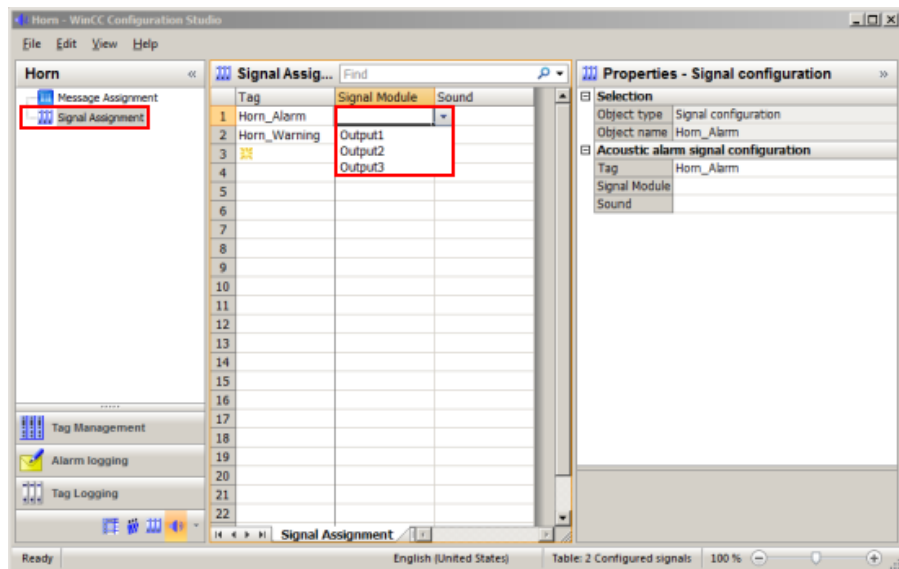 Horn - WinCC Configuration Studio
File Edit View Help
Horn «
Message Assignment
Signal Assignment
Tag Management
Alarm logging
Tag Logging
Signal Assig... Find
Tag Signal Module Sound
1 Horn_Alarm
2 Horn_Warning Output1
3 Output2
4 Output3
5
6
7
8
9
10
11
12
13
14
15
16
17
18
19
20
21
22
Signal Assignment
Properties - Signal configuration »
Selection
Object type Signal configuration
Object name Horn_Alarm
Acoustic alarm signal configuration
Tag Horn_Alarm
Signal Module
Sound
Ready English (United States) Table: 2 Configured signals 100 %